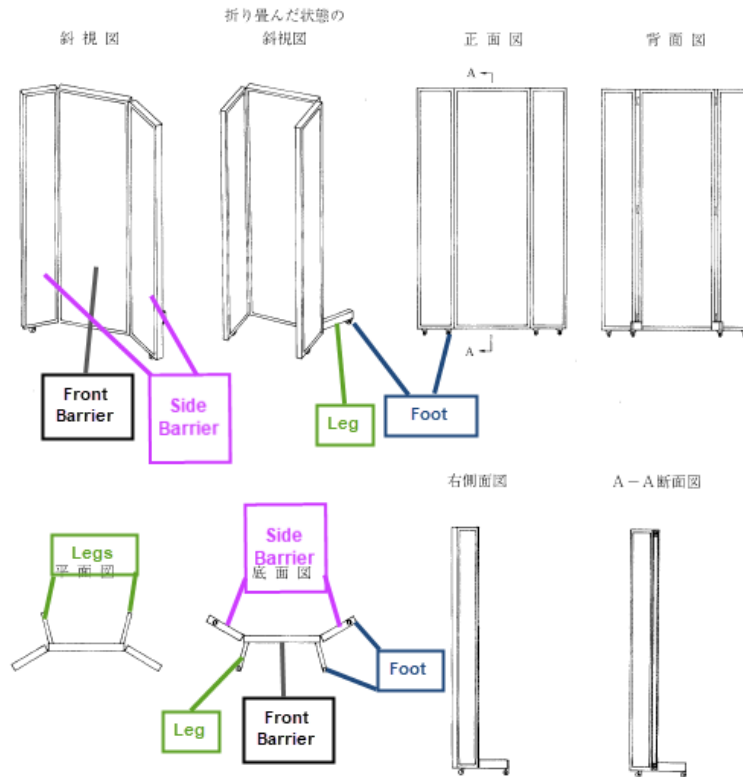 折り畳んだ状態の
斜 視 図
斜視図
正 面 図
背 面 図
A
A
Front
Barrier
Side
Barrier
Leg
Foot
右側面図
A－A断面図
Legs
平 面 図
Side
Barrier
底 面 図
Foot
Leg
Front
Barrier